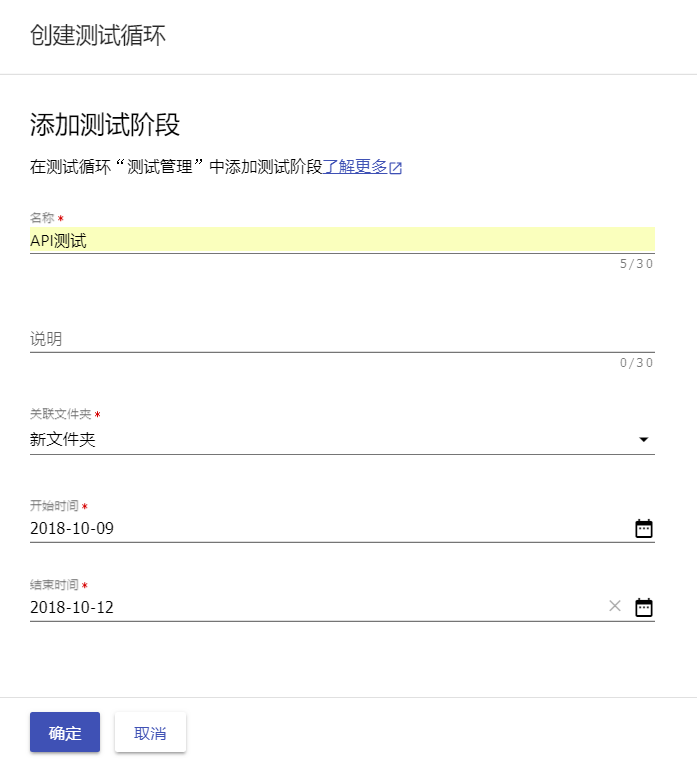 创建测试循环
添加测试阶段
在测试循环“测试管理”中添加测试阶段了解更多
名称 *
API测试
5/30
说明
0/30
关联文件夹 *
新文件夹
开始时间 *
2018-10-09
结束时间 *
2018-10-12
确定 取消